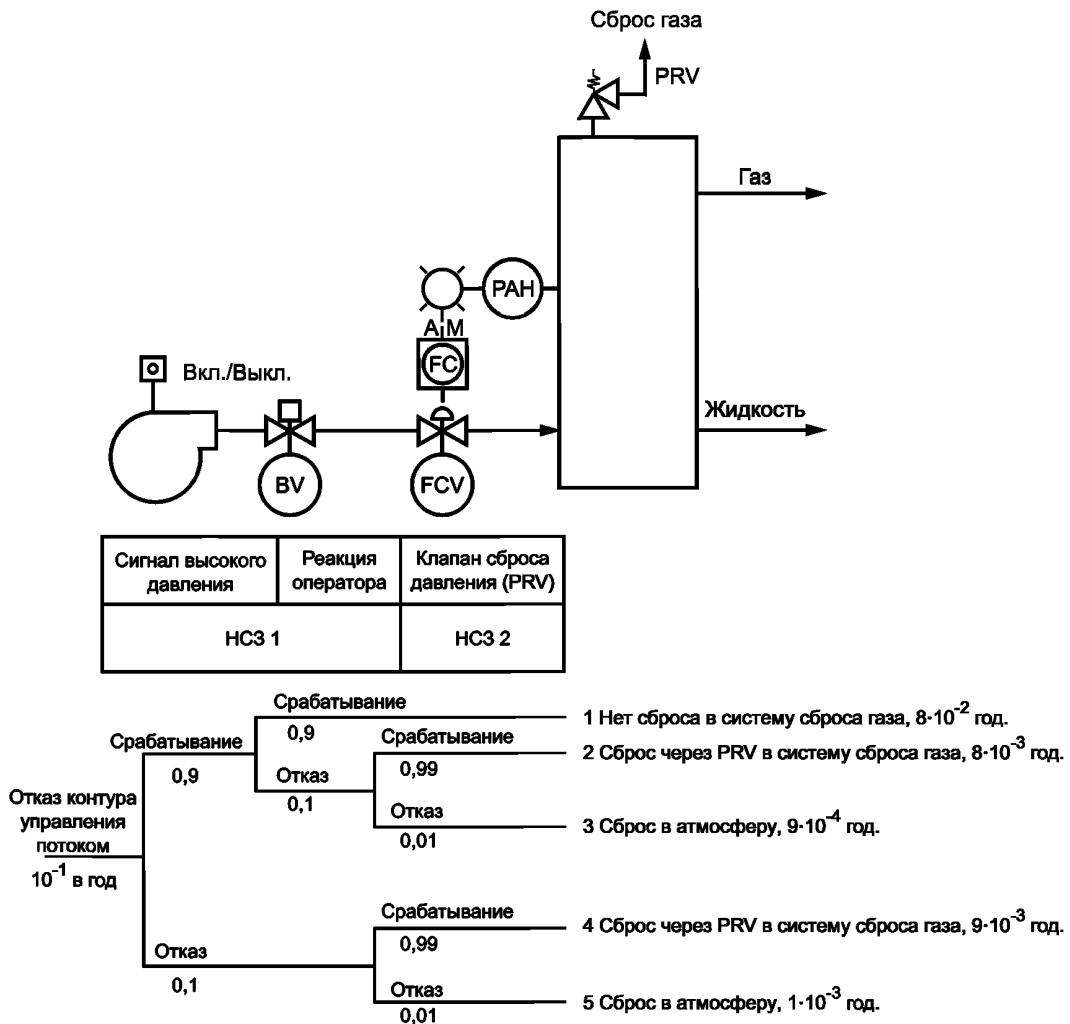 Сброс газа
PRV
Газ
PAH
A M
FC
Вкл./Выкл.
Жидкость
BV
FCV
Сигнал высокого
давления
Реакция
оператора
Клапан сброса
давления (PRV)
НСЗ 1
НСЗ 2
Срабатывание
0,9
1 Нет сброса в систему сброса газа, 8·10⁻² год.
Срабатывание
0,9
Срабатывание
0,99
2 Сброс через PRV в систему сброса газа, 8·10⁻³ год.
Отказ
0,1
Отказ
0,01
3 Сброс в атмосферу, 9·10⁻⁴ год.
Отказ контура
управления
потоком
10⁻¹ в год
Срабатывание
0,99
4 Сброс через PRV в систему сброса газа, 9·10⁻³ год.
Отказ
0,1
Отказ
0,01
5 Сброс в атмосферу, 1·10⁻³ год.